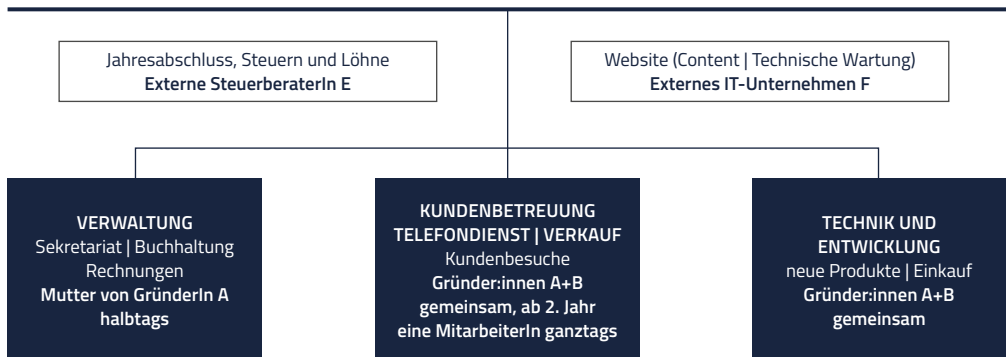 Jahresabschluss, Steuern und Löhne
Externe SteuerberaterIn E
Website (Content | Technische Wartung)
Externes IT-Unternehmen F
VERWALTUNG
Sekretariat | Buchhaltung
Rechnungen
Mutter von GründerIn A
halbtags
KUNDENBETREUUNG
TELEFONDIENST | VERKAUF
Kundenbesuche
Gründer:innen A+B
gemeinsam, ab 2. Jahr
eine MitarbeiterIn ganztags
TECHNIK UND
ENTWICKLUNG
neue Produkte | Einkauf
Gründer:innen A+B
gemeinsam